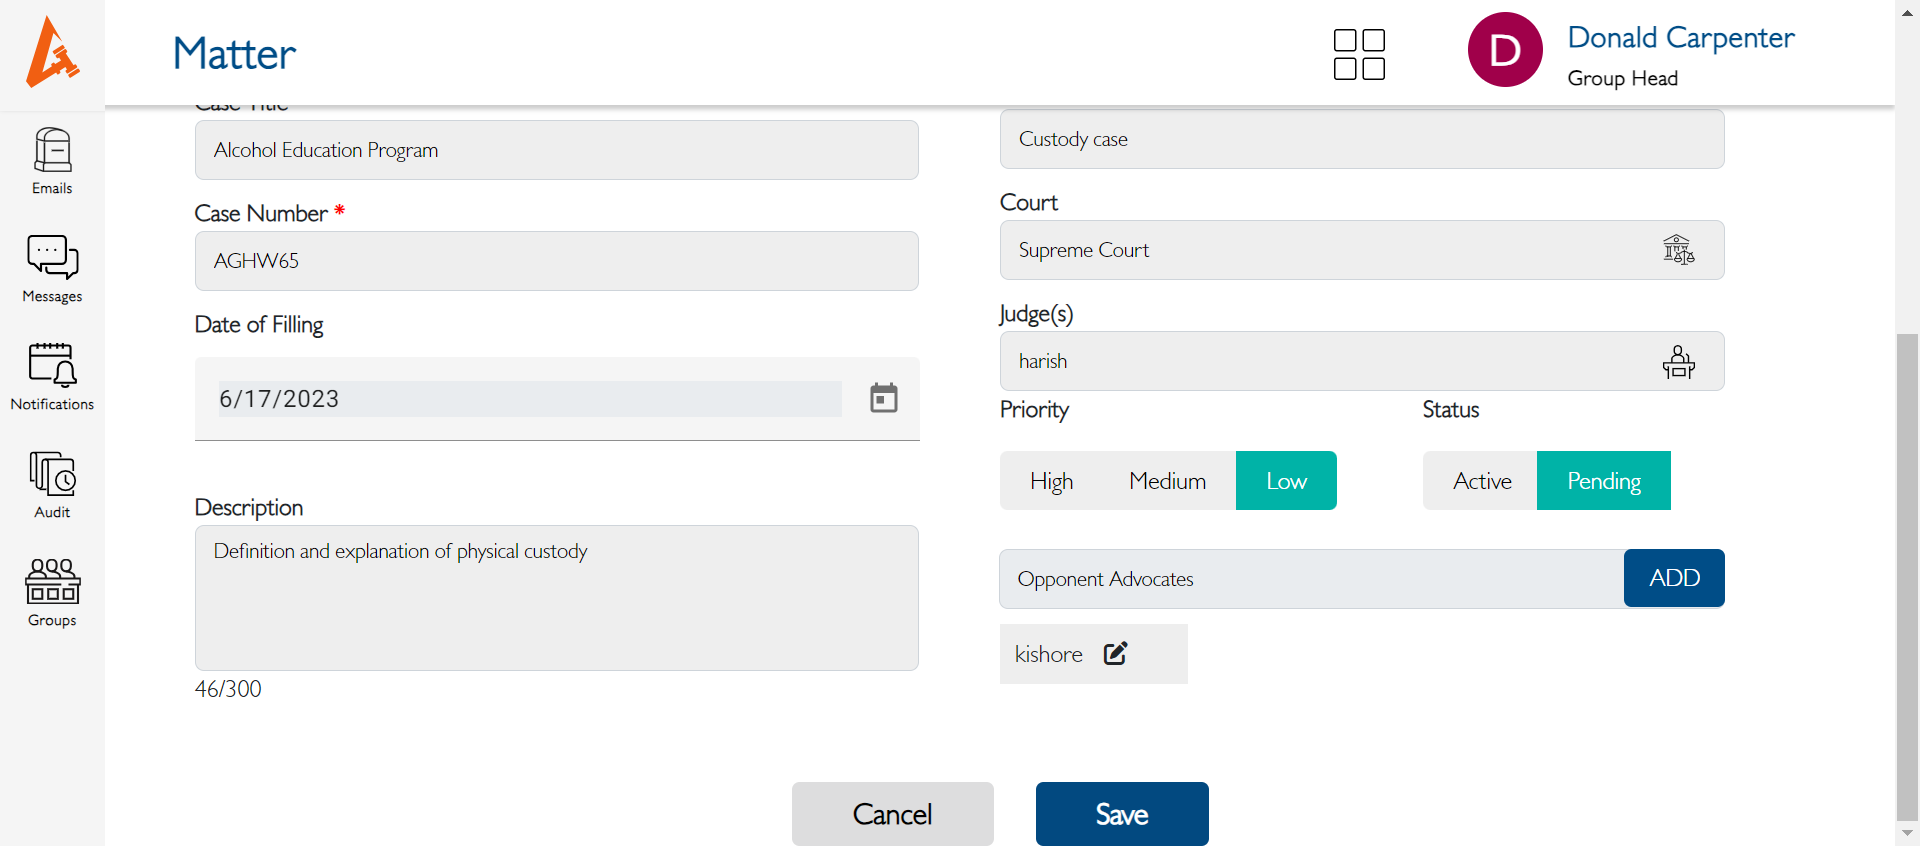 Matter
D
Donald Carpenter
Group Head
Emails
Messages
Notifications
Audit
Groups
Case Title
Alcohol Education Program
Case Number *
AGHW65
Date of Filling
6/17/2023
Description
Definition and explanation of physical custody
46/300
Custody case
Court
Supreme Court
Judge(s)
harish
Priority
High Medium Low
Status
Active Pending
Opponent Advocates
ADD
kishore
Cancel
Save